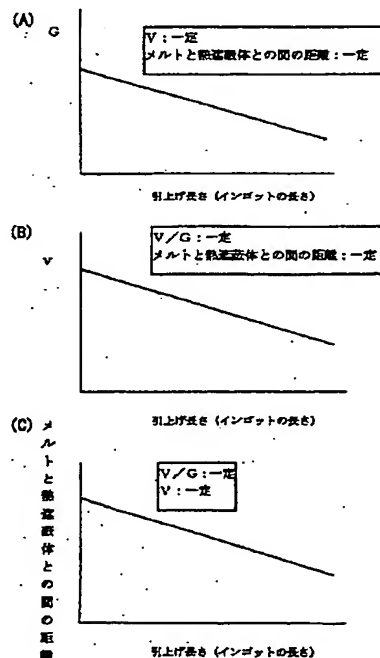 (A)
G
V：一定
メルトと熱遮蔽体との間の距離：一定
引上げ長さ（インゴットの長さ）
(B)
V
V／G：一定
メルトと熱遮蔽体との間の距離：一定
引上げ長さ（インゴットの長さ）
(C)
メルトと熱遮蔽体との間の距離
V／G：一定
V：一定
引上げ長さ（インゴットの長さ）